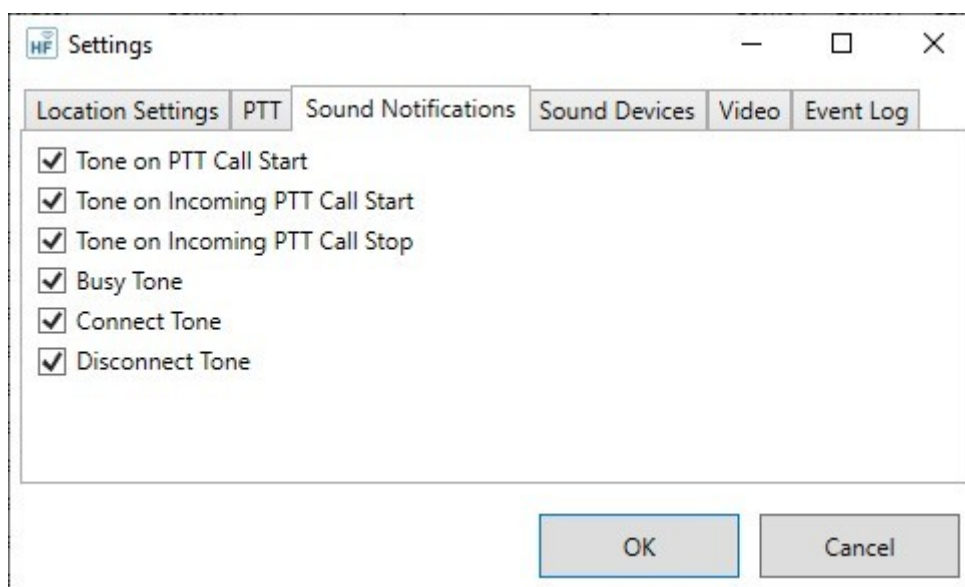 HF Settings
Location Settings PTT Sound Notifications Sound Devices Video Event Log
Tone on PTT Call Start
Tone on Incoming PTT Call Start
Tone on Incoming PTT Call Stop
Busy Tone
Connect Tone
Disconnect Tone
OK Cancel